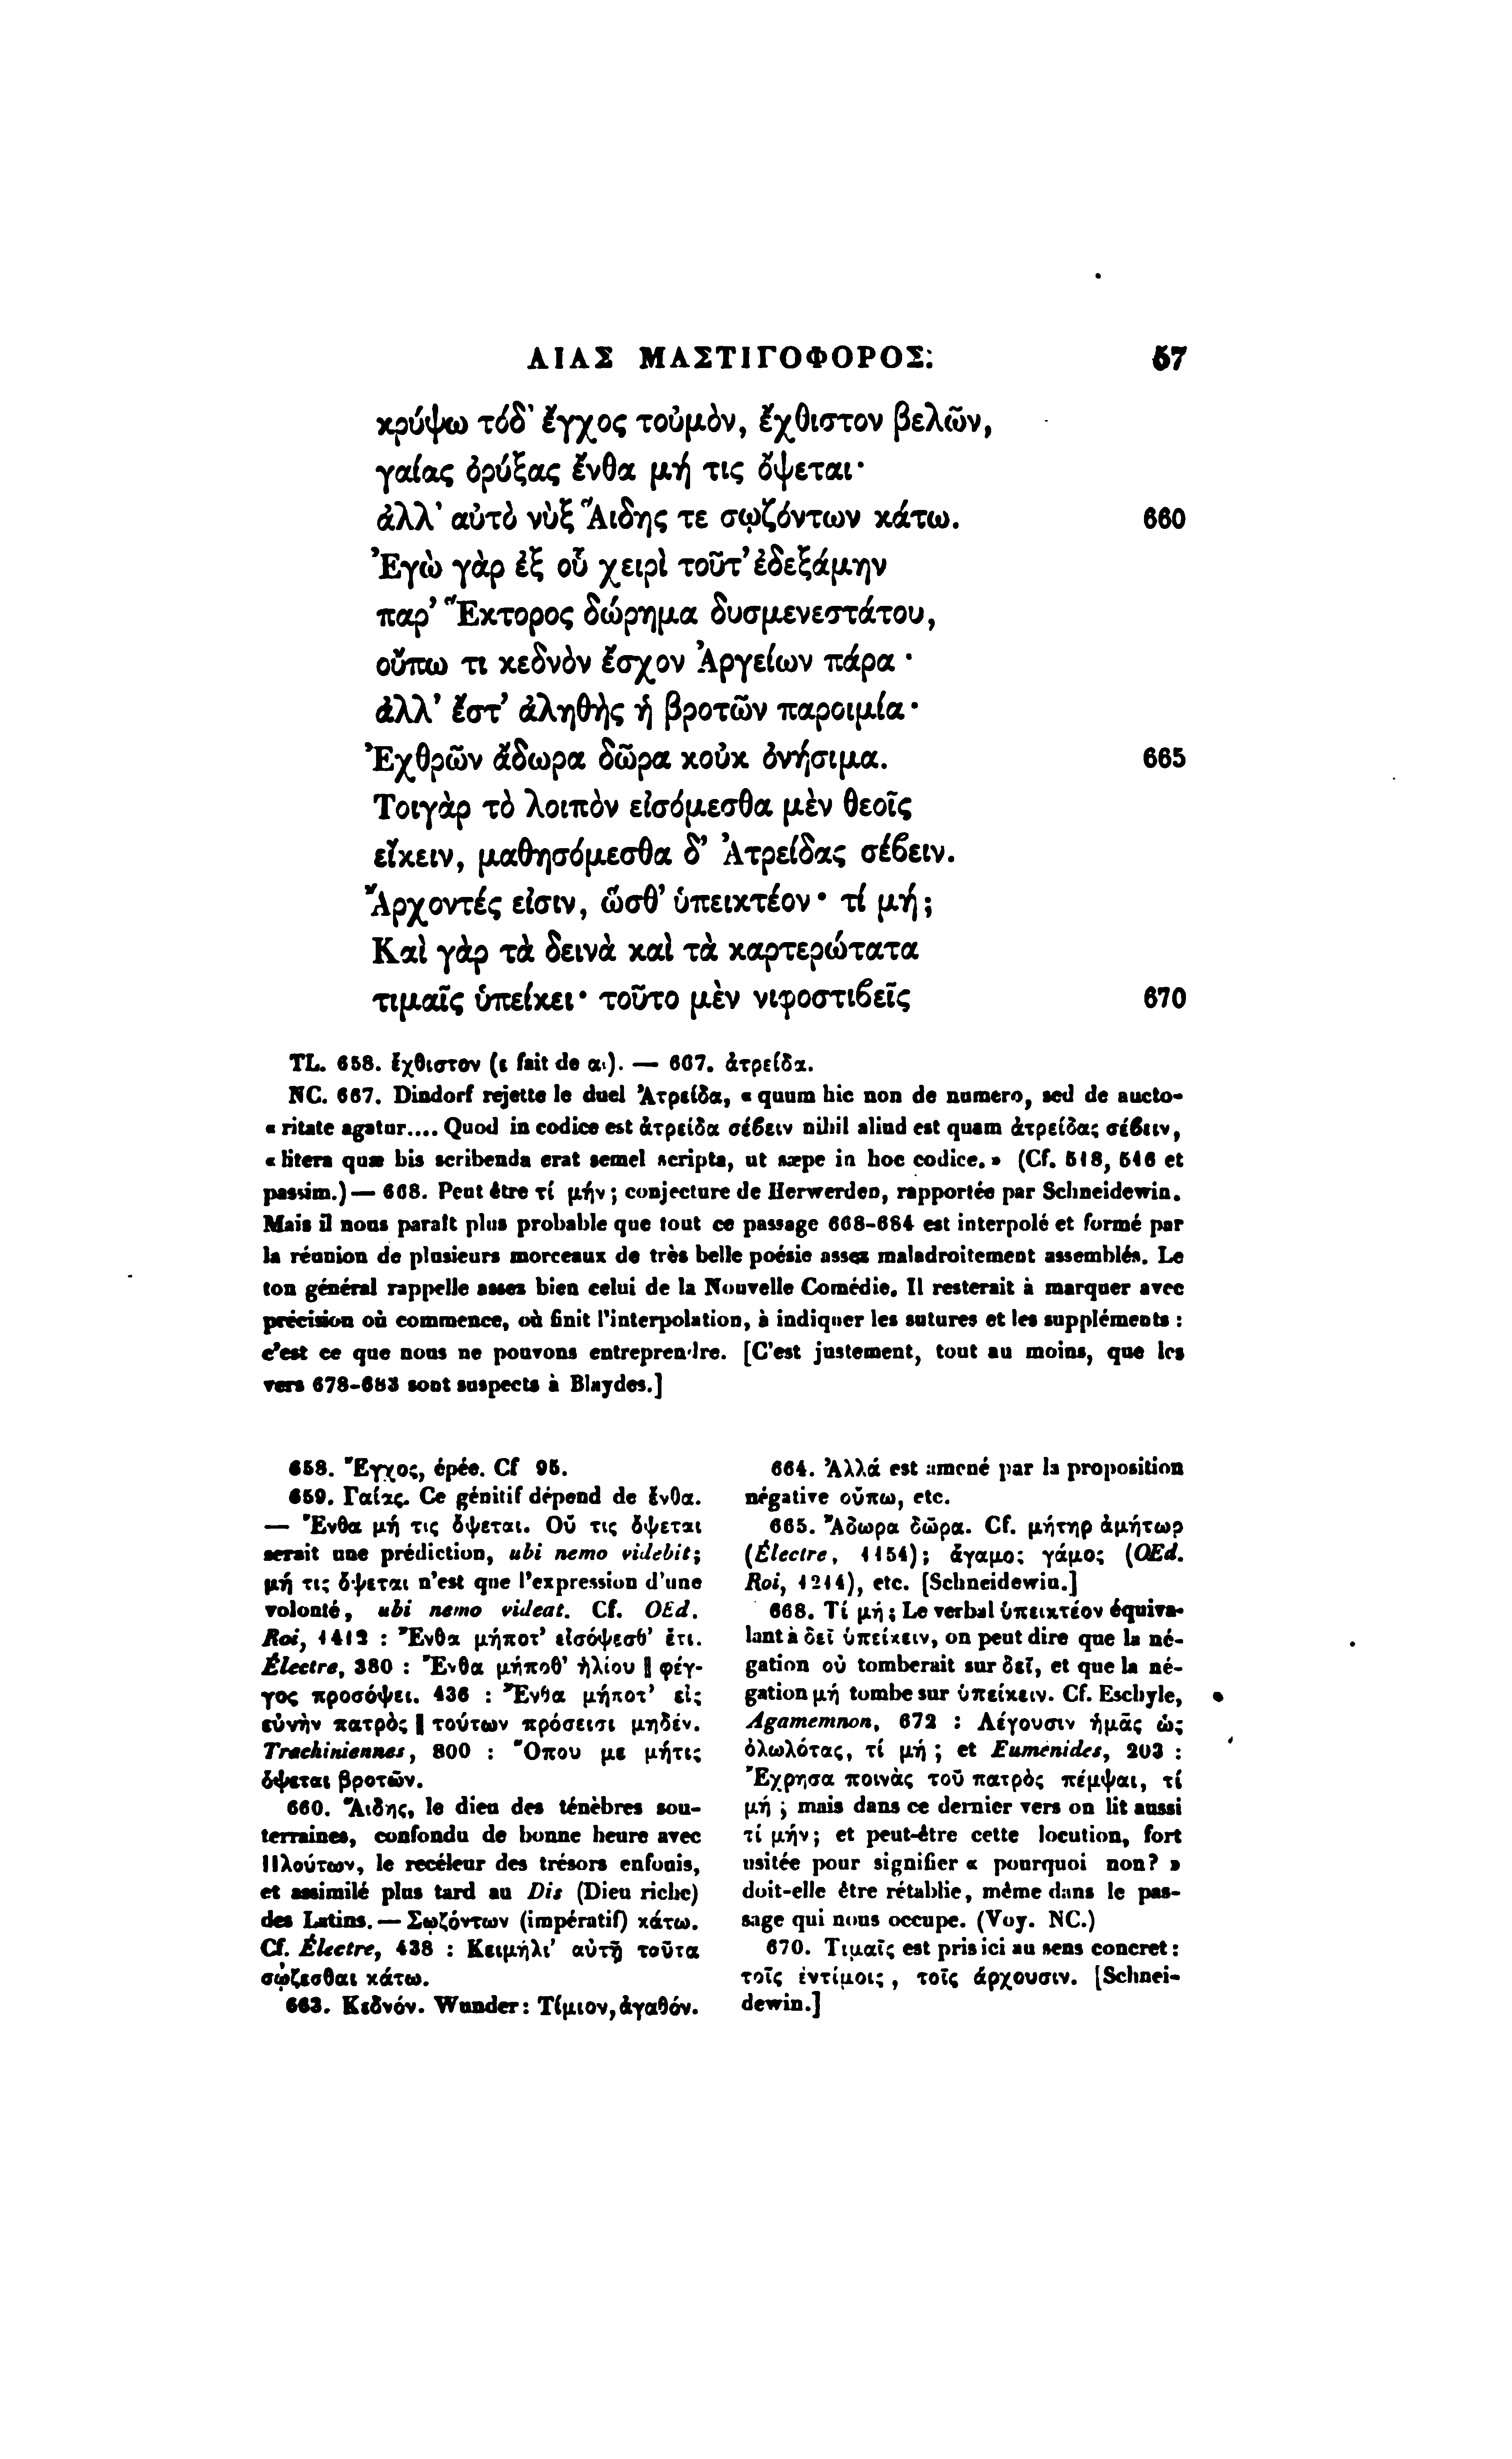 ΑΙΑΣ ΜΑΣΤΙΓΟΦΟΡΟΣ. 57
κρύψω τόδ' ἔγχος τοὐμὸν, ἔχθιστον βελῶν,
γαίας ὀρύξας ἔνθα μή τις ὄψεται·
ἀλλ' αὐτὸ νὺξ Ἅιδης τε σῳζόντων κάτω. 660
Ἐγὼ γὰρ ἐξ οὗ χειρὶ τοῦτ' ἐδεξάμην
παρ' Ἕκτορος δώρημα δυσμενεστάτου,
οὔπω τι κεδνὸν ἔσχον Ἀργείων πάρα·
ἀλλ' ἔστ' ἀληθὴς ἡ βροτῶν παροιμία·
Ἐχθρῶν ἄδωρα δῶρα κοὐκ ὀνήσιμα. 665
Τοιγὰρ τὸ λοιπὸν εἰσόμεσθα μὲν θεοῖς
εἴκειν, μαθησόμεσθα δ' Ἀτρείδας σέβειν.
Ἄρχοντές εἰσιν, ὥσθ' ὑπεικτέον· τί μή;
Καὶ γὰρ τὰ δεινὰ καὶ τὰ καρτερώτατα
τιμαῖς ὑπείκει· τοῦτο μὲν νιφοστιβεῖς 670
TL. 658. ἔχθιστον (ι fait de αι). — 667. ἀτρείδα.
NC. 667. Dindorf rejette le duel Ἀτρείδα, « quum hic non de numero, sed de aucto-
« ritate agatur.... Quod in codice est ἀτρείδα σέβειν nihil aliud est quam ἀτρείδας σέβειν,
« litera quæ bis scribenda erat semel scripta, ut sæpe in hoc codice. » (Cf. 518, 546 et
passim.) — 668. Peut être τί μήν; conjecture de Herwerden, rapportée par Schneidewin.
Mais il nous paraît plus probable que tout ce passage 668-684 est interpolé et formé par
la réunion de plusieurs morceaux de très belle poésie assez maladroitement assemblés. Le
ton général rappelle assez bien celui de la Nouvelle Comédie. Il resterait à marquer avec
précision où commence, où finit l'interpolation, à indiquer les sutures et les suppléments :
c'est ce que nous ne pouvons entreprendre. [C'est justement, tout au moins, que les
vers 678-683 sont suspects à Blaydes.]
658. Ἔγχος, épée. Cf 95.
659. Γαίας. Ce génitif dépend de ἔνθα.
— Ἔνθα μή τις ὄψεται. Οὔ τις ὄψεται
serait une prédiction, ubi nemo videbit;
μή τις ὄψεται n'est que l'expression d'une
volonté, ubi nemo videat. Cf. OEd.
Roi, 1412 : Ἔνθα μήποτ' εἰσόψεσθ' ἔτι.
Électre, 380 : Ἔνθα μήποθ' ἡλίου || φέγ-
γος προσόψει. 436 : Ἔνθα μήποτ' εἰς
εὐνὴν πατρὸς || τούτων πρόσεισι μηδέν.
Trachiniennes, 800 : Ὅπου με μήτις
ὄψεται βροτῶν.
660. Ἅιδης, le dieu des ténèbres sou-
terraines, confondu de bonne heure avec
Πλούτων, le recéleur des trésors enfouis,
et assimilé plus tard au Dis (Dieu riche)
des Latins. — Σῳζόντων (impératif) κάτω.
Cf. Électre, 438 : Κειμήλι' αὐτῇ ταῦτα
σῳζέσθαι κάτω.
663. Κεδνόν. Wunder : Τίμιον, ἀγαθόν.
664. Ἀλλά est amené par la proposition
négative οὔπω, etc.
665. Ἄδωρα δῶρα. Cf. μήτηρ ἀμήτωρ
(Électre, 1154); ἄγαμος γάμος (OEd.
Roi, 1214), etc. [Schneidewin.]
668. Τί μή; Le verbal ὑπεικτέον équiva-
lant à δεῖ ὑπείκειν, on peut dire que la né-
gation οὐ tomberait sur δεῖ, et que la né-
gation μή tombe sur ὑπείκειν. Cf. Eschyle,
Agamemnon, 672 : Λέγουσιν ἡμᾶς ὡς
ὀλωλότας, τί μή; et Euménides, 203 :
Ἔχρησα ποινὰς τοῦ πατρὸς πέμψαι, τί
μή; mais dans ce dernier vers on lit aussi
τί μήν; et peut-être cette locution, fort
usitée pour signifier « pourquoi non? »
doit-elle être rétablie, même dans le pas-
sage qui nous occupe. (Voy. NC.)
670. Τιμαῖς est pris ici au sens concret :
τοῖς ἐντίμοις, τοῖς ἄρχουσιν. [Schnei-
dewin.]